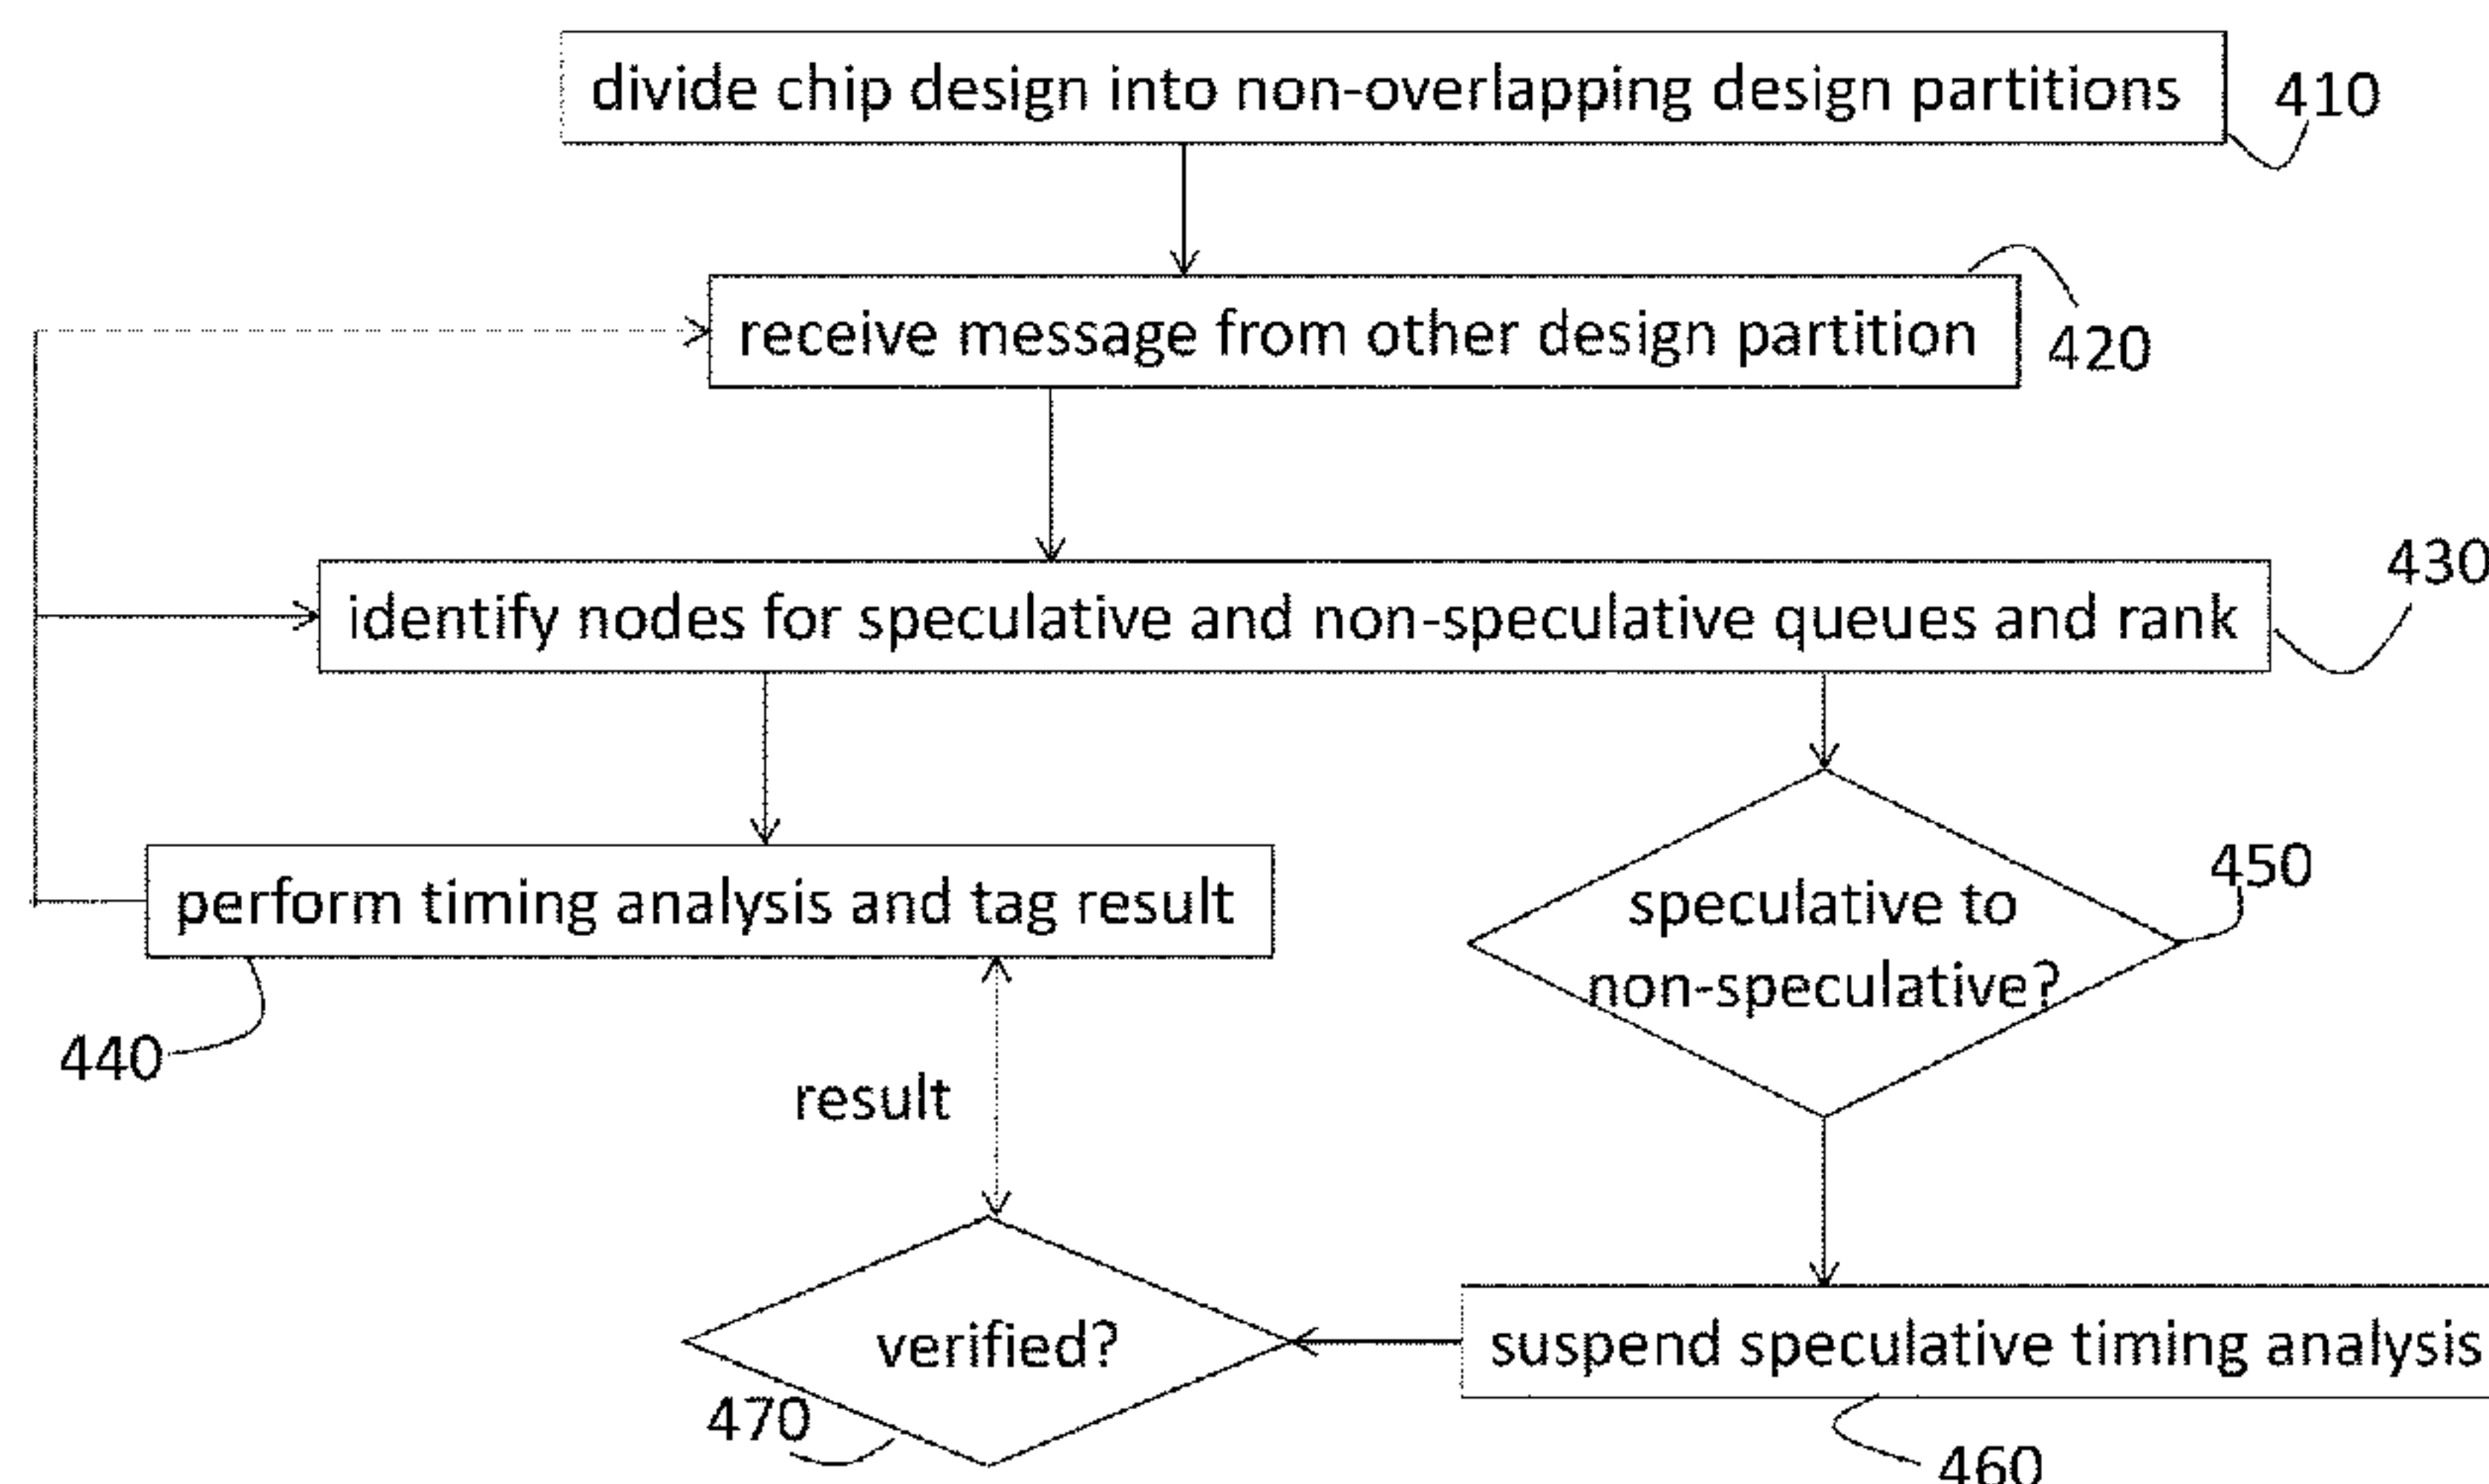 divide chip design into non-overlapping design partitions
410
receive message from other design partition
420
identify nodes for speculative and non-speculative queues and rank
430
perform timing analysis and tag result
440
speculative to
non-speculative?
450
result
verified?
470
suspend speculative timing analysis
460